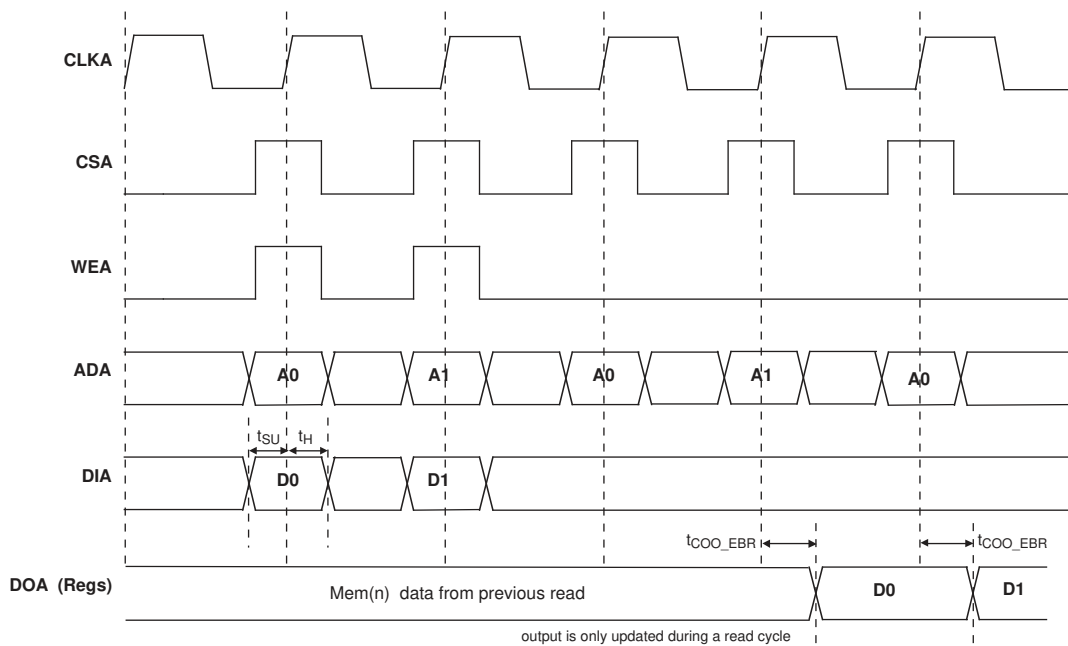 CLKA
CSA
WEA
ADA A0 A1 A0 A1 A0
tSU tH
DIA D0 D1
tCOO_EBR tCOO_EBR
DOA (Regs) Mem(n) data from previous read D0 D1
output is only updated during a read cycle